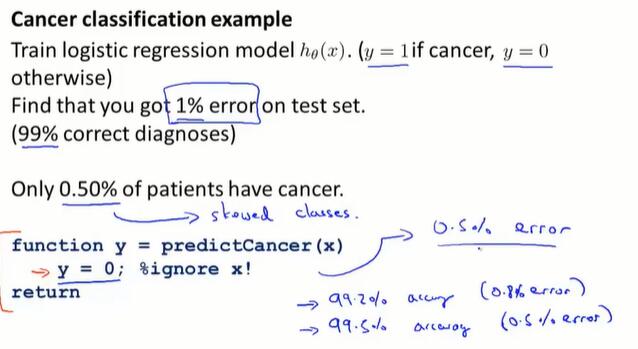 Cancer classification example
Train logistic regression model hθ(x). (y = 1 if cancer, y = 0
otherwise)
Find that you got 1% error on test set.
(99% correct diagnoses)
Only 0.50% of patients have cancer.
skewed classes.
0.5% error
function y = predictCancer(x)
→ y = 0; %ignore x!
return
→ 99.2% accuracy (0.8% error)
→ 99.5% accuracy (0.5% error)